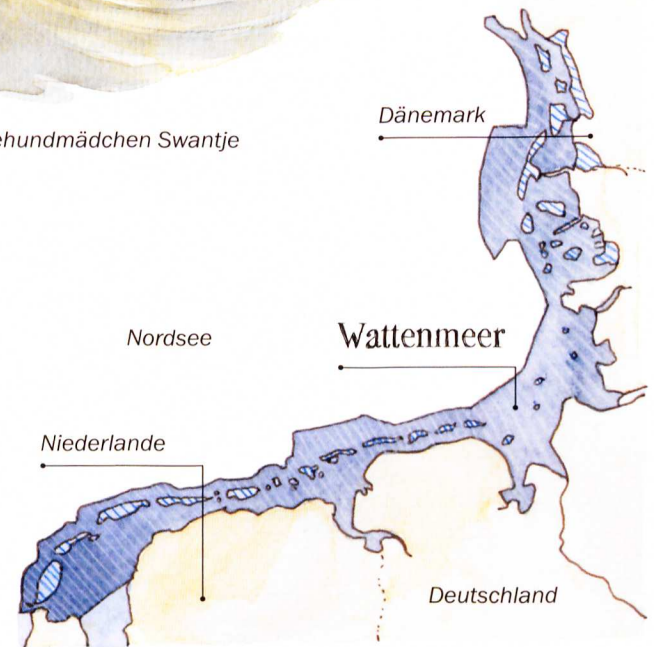 Dänemark
ehundmädchen Swantje
Nordsee
Wattenmeer
Niederlande
Deutschland